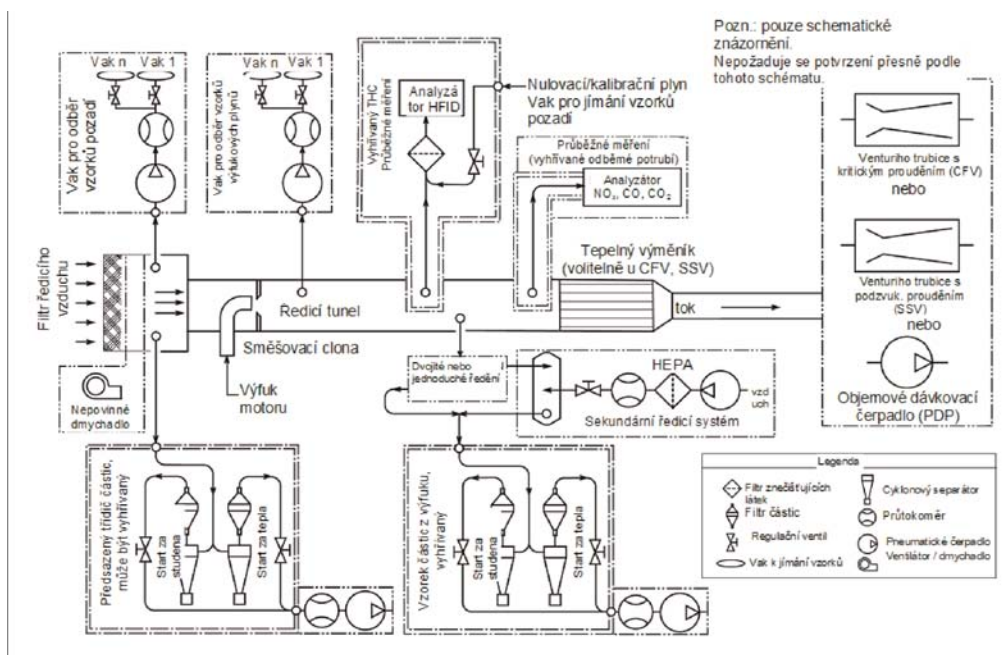 Pozn.: pouze schematické
znázornění.
Nepožaduje se potvrzení přesně podle
tohoto schématu.
Vak n
Vak 1
Vak n
Vak 1
Vak pro odběr
vzorků pozadí
Vak pro odběr vzorků
výfukových plynů
Vyhřívaný THC
Průběžné měření
Analyzá
tor HFID
Nulovací/kalibrační plyn
Vak pro jímání vzorků
pozadí
Průběžné měření
(vyhřívané odběrné potrubí)
Analyzátor
NOx, CO, CO2
Venturiho trubice s
kritickým prouděním (CFV)
nebo
Venturiho trubice s
podzvuk. prouděním
(SSV)
nebo
Objemové dávkovací
čerpadlo (PDP)
Filtr ředicího
vzduchu
Ředicí tunel
Směšovací clona
Tepelný výměník
(volitelně u CFV, SSV)
tok
Nepovinné
dmychadlo
Výfuk
motoru
Dvojité nebo
jednoduché ředění
HEPA
vzd
uch
Sekundární ředicí systém
Předsazený třídič částic,
může být vyhřívaný
Start za
studena
Start za tepla
Vzorek částic z výfuku,
vyhřívaný
Start za
studena
Start za tepla
Legenda
Filtr znečišťujících
látek
Filtr částic
Regulační ventil
Vak k jímání vzorků
Cyklonový separátor
Průtokoměr
Pneumatické čerpadlo
Ventilátor / dmychadlo